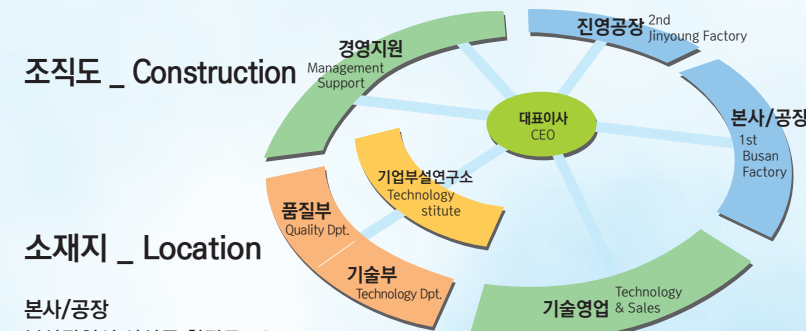 조직도 _ Construction
경영지원
Management
Support
진영공장 2nd
Jinyoung Factory
대표이사
CEO
본사/공장
1st
Busan
Factory
기업부설연구소
Technology
stitute
품질부
Quality Dpt.
기술부
Technology Dpt.
기술영업
Technology
& Sales
소재지 _ Location
본사/공장